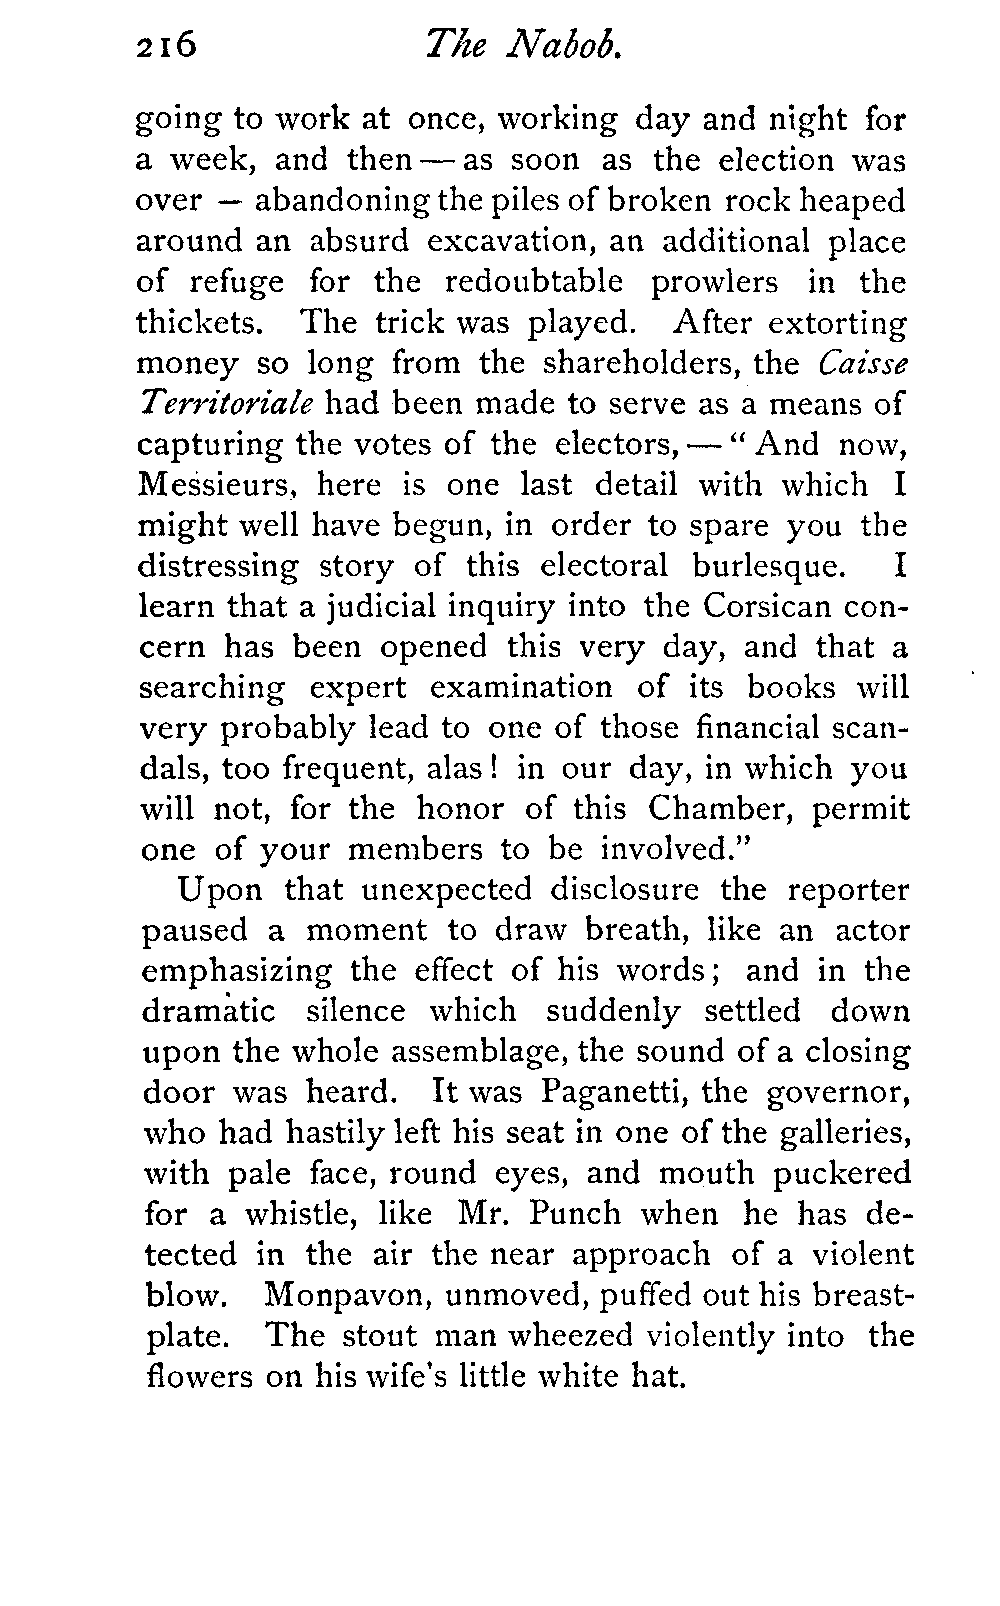 216 The Nabob.
going to work at once, working day and night for
a week, and then — as soon as the election was
over — abandoning the piles of broken rock heaped
around an absurd excavation, an additional place
of refuge for the redoubtable prowlers in the
thickets. The trick was played. After extorting
money so long from the shareholders, the Caisse
Territoriale had been made to serve as a means of
capturing the votes of the electors, — " And now,
Messieurs, here is one last detail with which I
might well have begun, in order to spare you the
distressing story of this electoral burlesque. I
learn that a judicial inquiry into the Corsican con-
cern has been opened this very day, and that a
searching expert examination of its books will
very probably lead to one of those financial scan-
dals, too frequent, alas! in our day, in which you
will not, for the honor of this Chamber, permit
one of your members to be involved."
Upon that unexpected disclosure the reporter
paused a moment to draw breath, like an actor
emphasizing the effect of his words; and in the
dramatic silence which suddenly settled down
upon the whole assemblage, the sound of a closing
door was heard. It was Paganetti, the governor,
who had hastily left his seat in one of the galleries,
with pale face, round eyes, and mouth puckered
for a whistle, like Mr. Punch when he has de-
tected in the air the near approach of a violent
blow. Monpavon, unmoved, puffed out his breast-
plate. The stout man wheezed violently into the
flowers on his wife's little white hat.